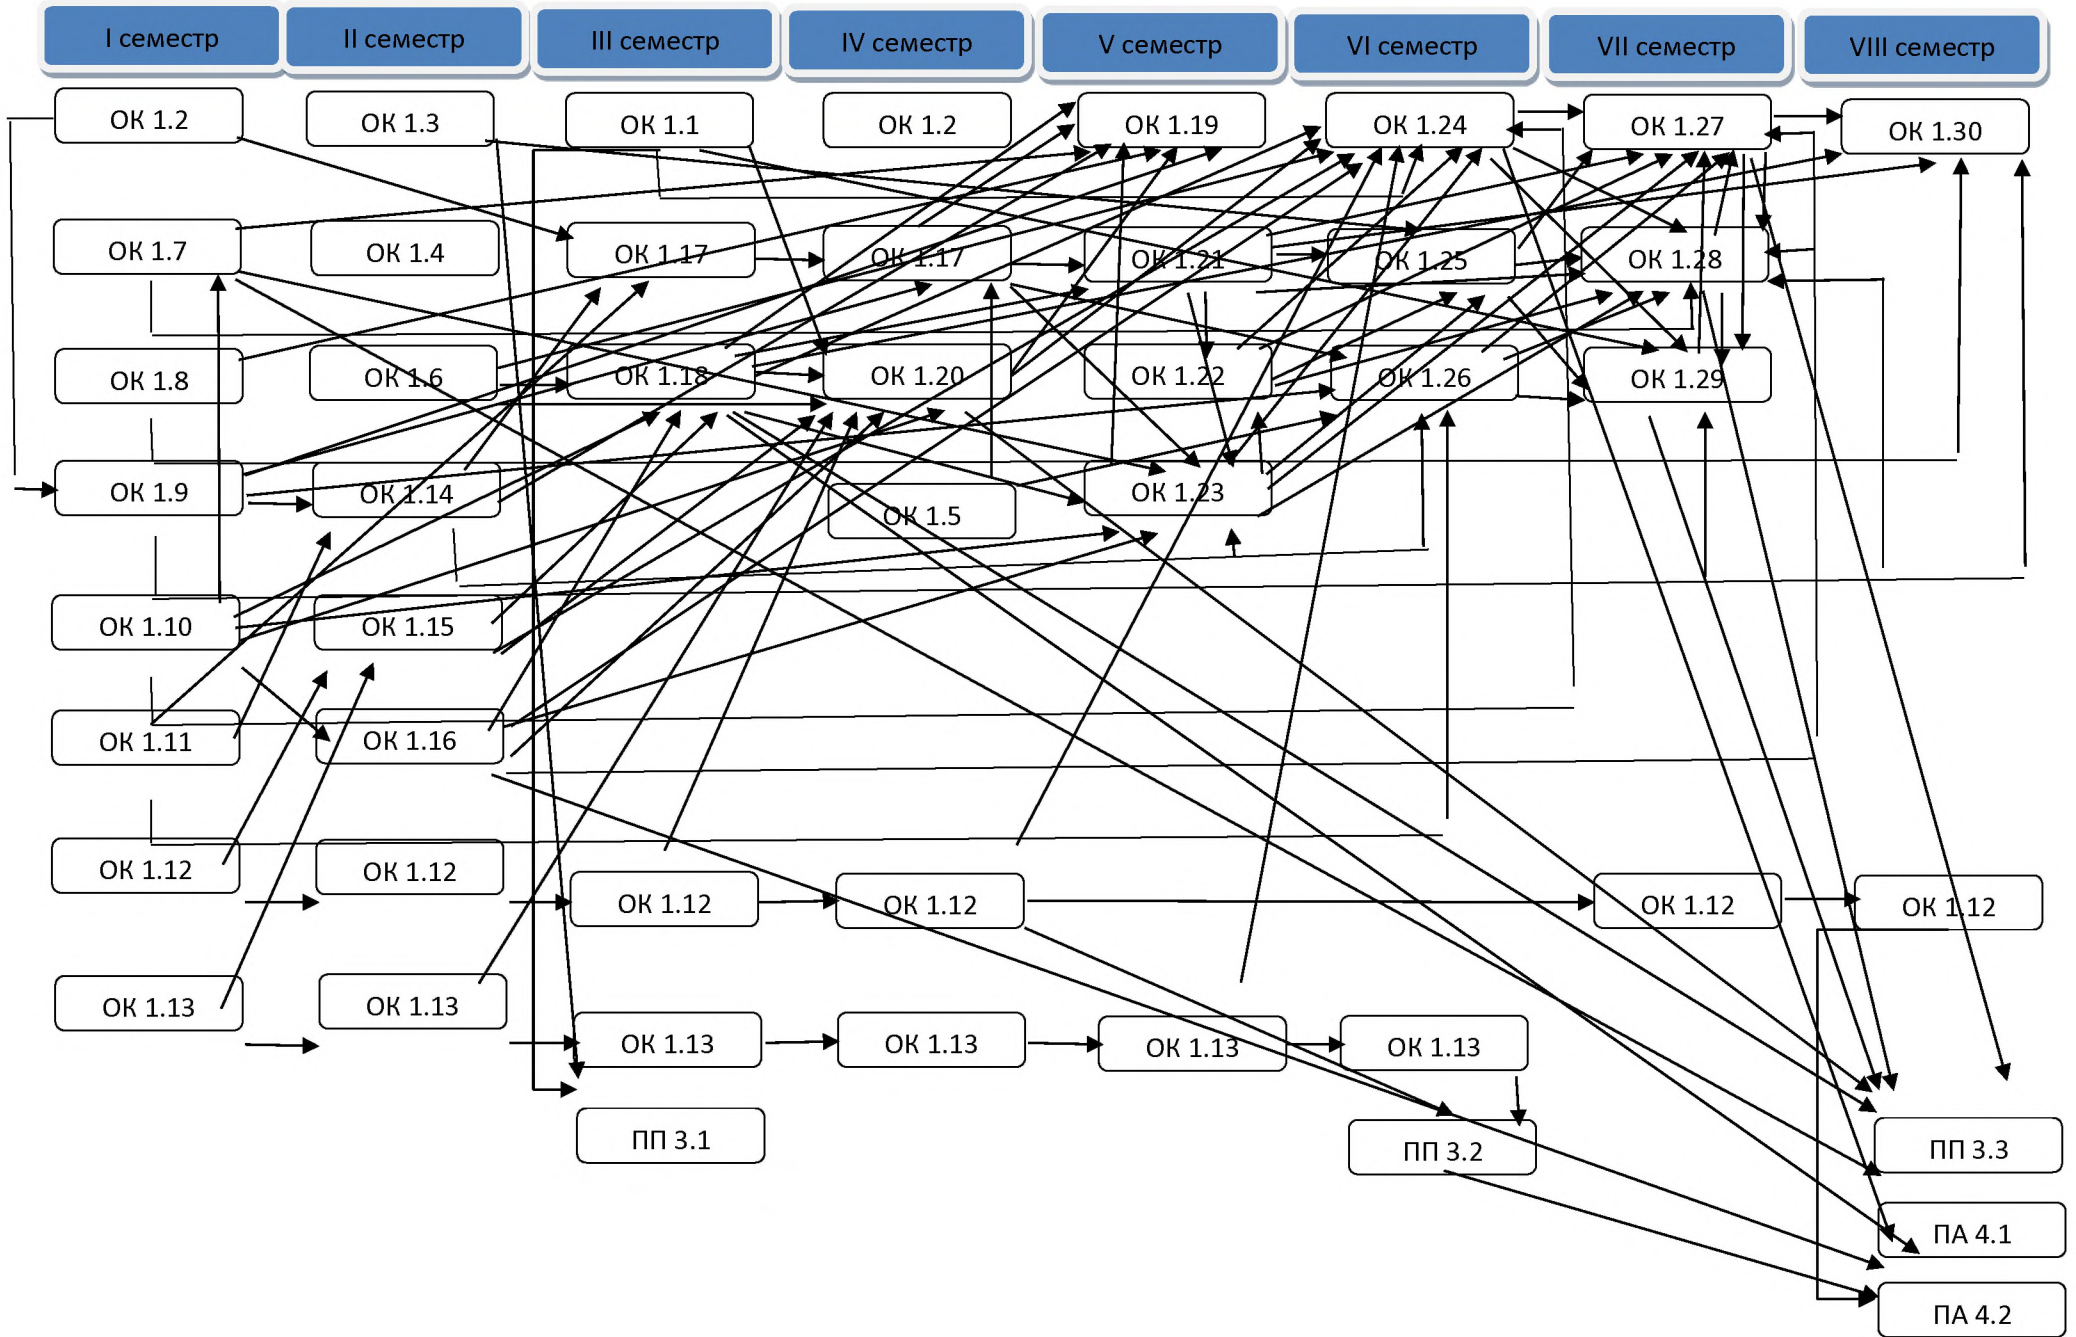 I семестр
II семестр
III семестр
IV семестр
V семестр
VI семестр
VII семестр
VIII семестр
ОК 1.2
ОК 1.3
ОК 1.1
ОК 1.2
ОК 1.19
ОК 1.24
ОК 1.27
ОК 1.30
ОК 1.7
ОК 1.4
ОК 1.17
ОК 1.17
ОК 1.21
ОК 1.25
ОК 1.28
ОК 1.8
ОК 1.6
ОК 1.18
ОК 1.20
ОК 1.22
ОК 1.26
ОК 1.29
ОК 1.9
ОК 1.14
ОК 1.5
ОК 1.23
ОК 1.10
ОК 1.15
ОК 1.11
ОК 1.16
ОК 1.12
ОК 1.12
ОК 1.12
ОК 1.12
ОК 1.12
ОК 1.12
ОК 1.13
ОК 1.13
ОК 1.13
ОК 1.13
ОК 1.13
ОК 1.13
ПП 3.1
ПП 3.2
ПП 3.3
ПА 4.1
ПА 4.2